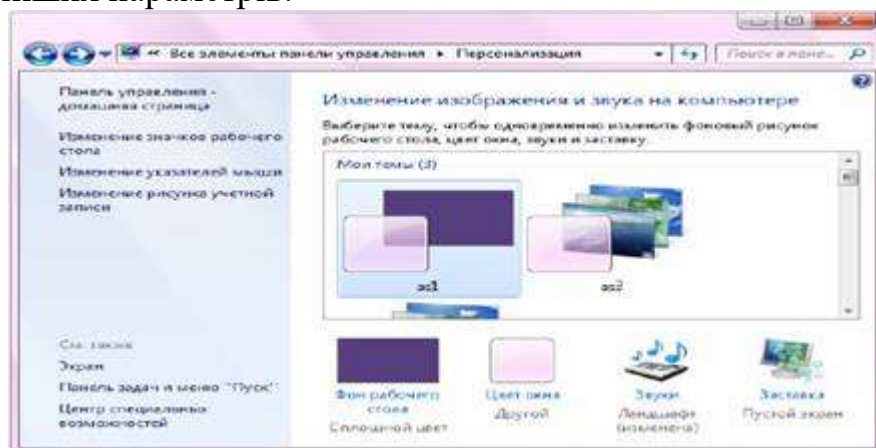 інших параметрів.
« Все элементы панели управления ▸ Персонализация
Поиск в пане...
Панель управления -
домашняя страница
Изменение значков рабочего
стола
Изменение указателей мыши
Изменение рисунка учетной
записи
См. также
Экран
Панель задач и меню "Пуск"
Центр специальных
возможностей
Изменение изображения и звука на компьютере
Выберите тему, чтобы одновременно изменить фоновый рисунок
рабочего стола, цвет окна, звуки и заставку.
Мои темы (3)
as1
as2
Фон рабочего
стола
Сплошной цвет
Цвет окна
Другой
Звуки
Ландшафт
(изменена)
Заставка
Пустой экран